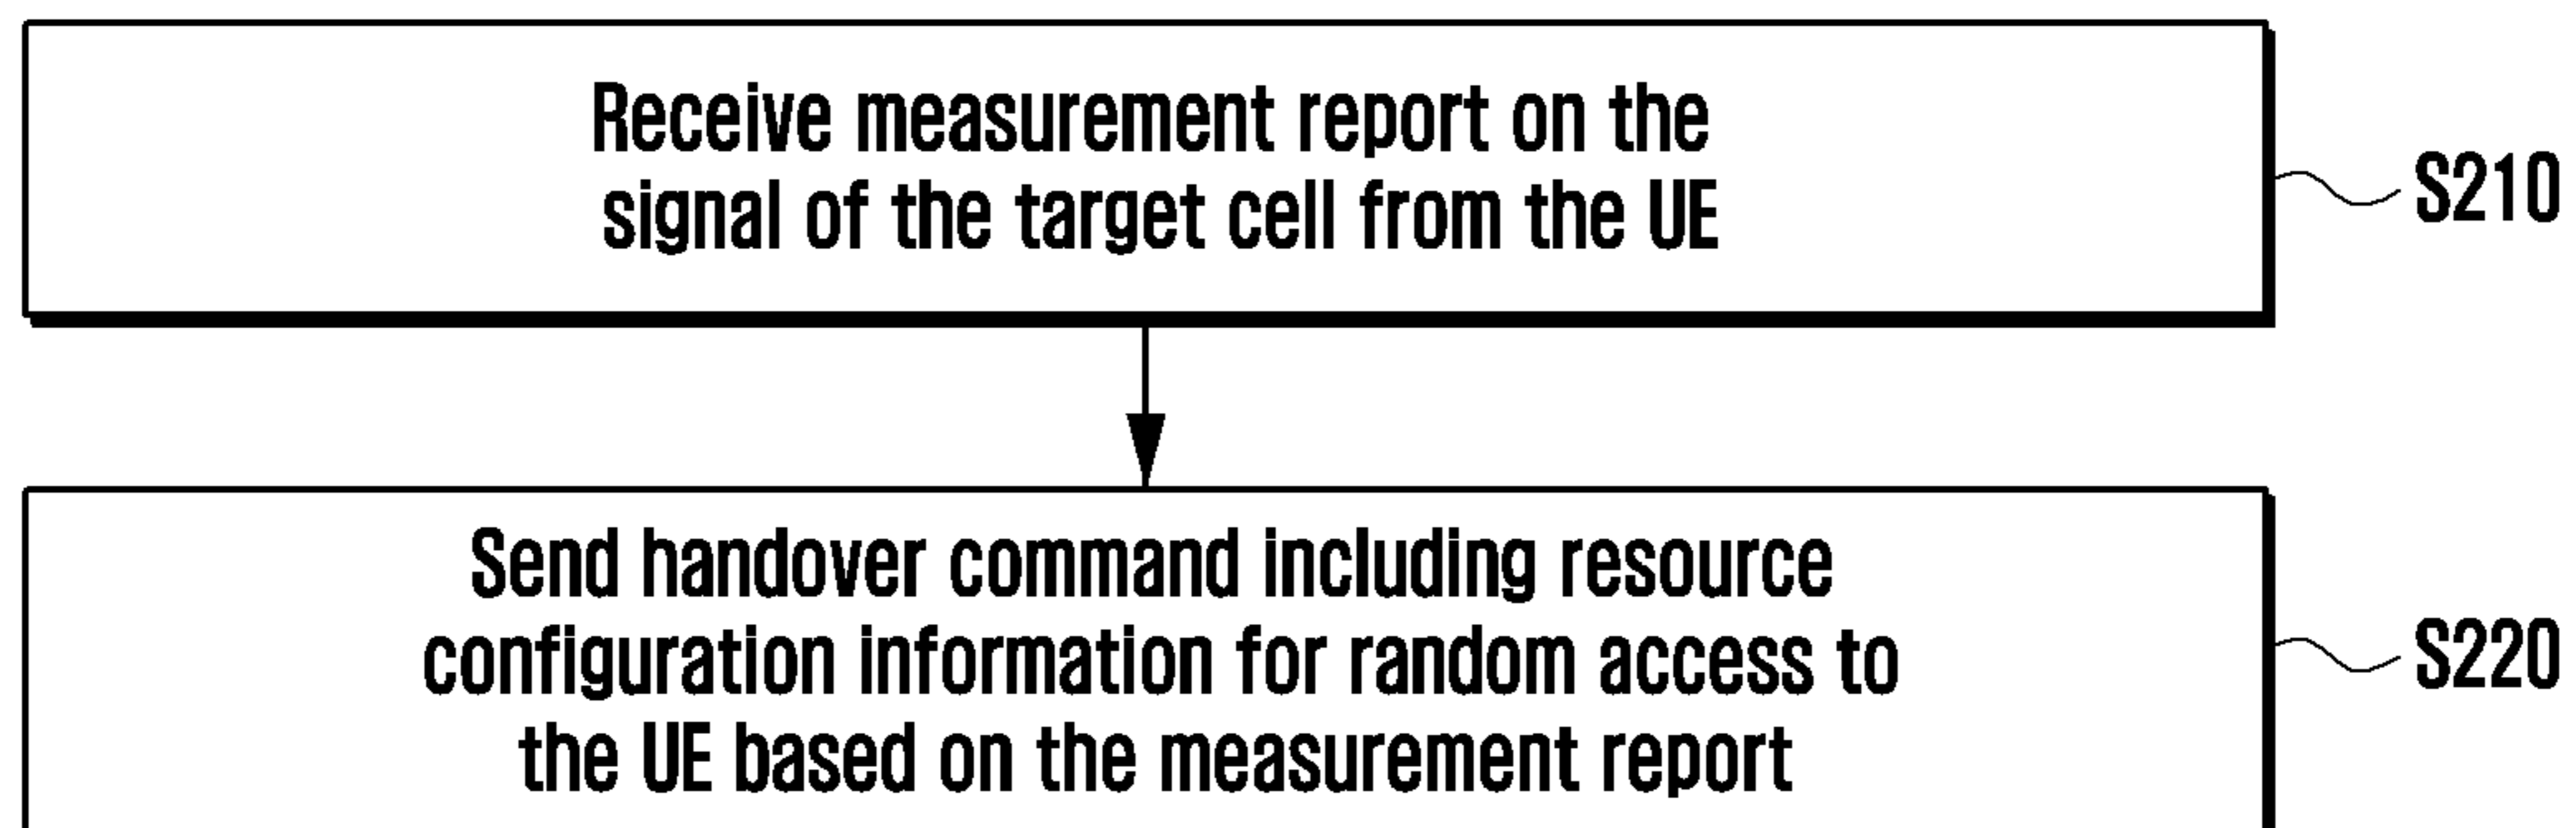 Receive measurement report on the
signal of the target cell from the UE
S210
Send handover command including resource
configuration information for random access to
the UE based on the measurement report
S220